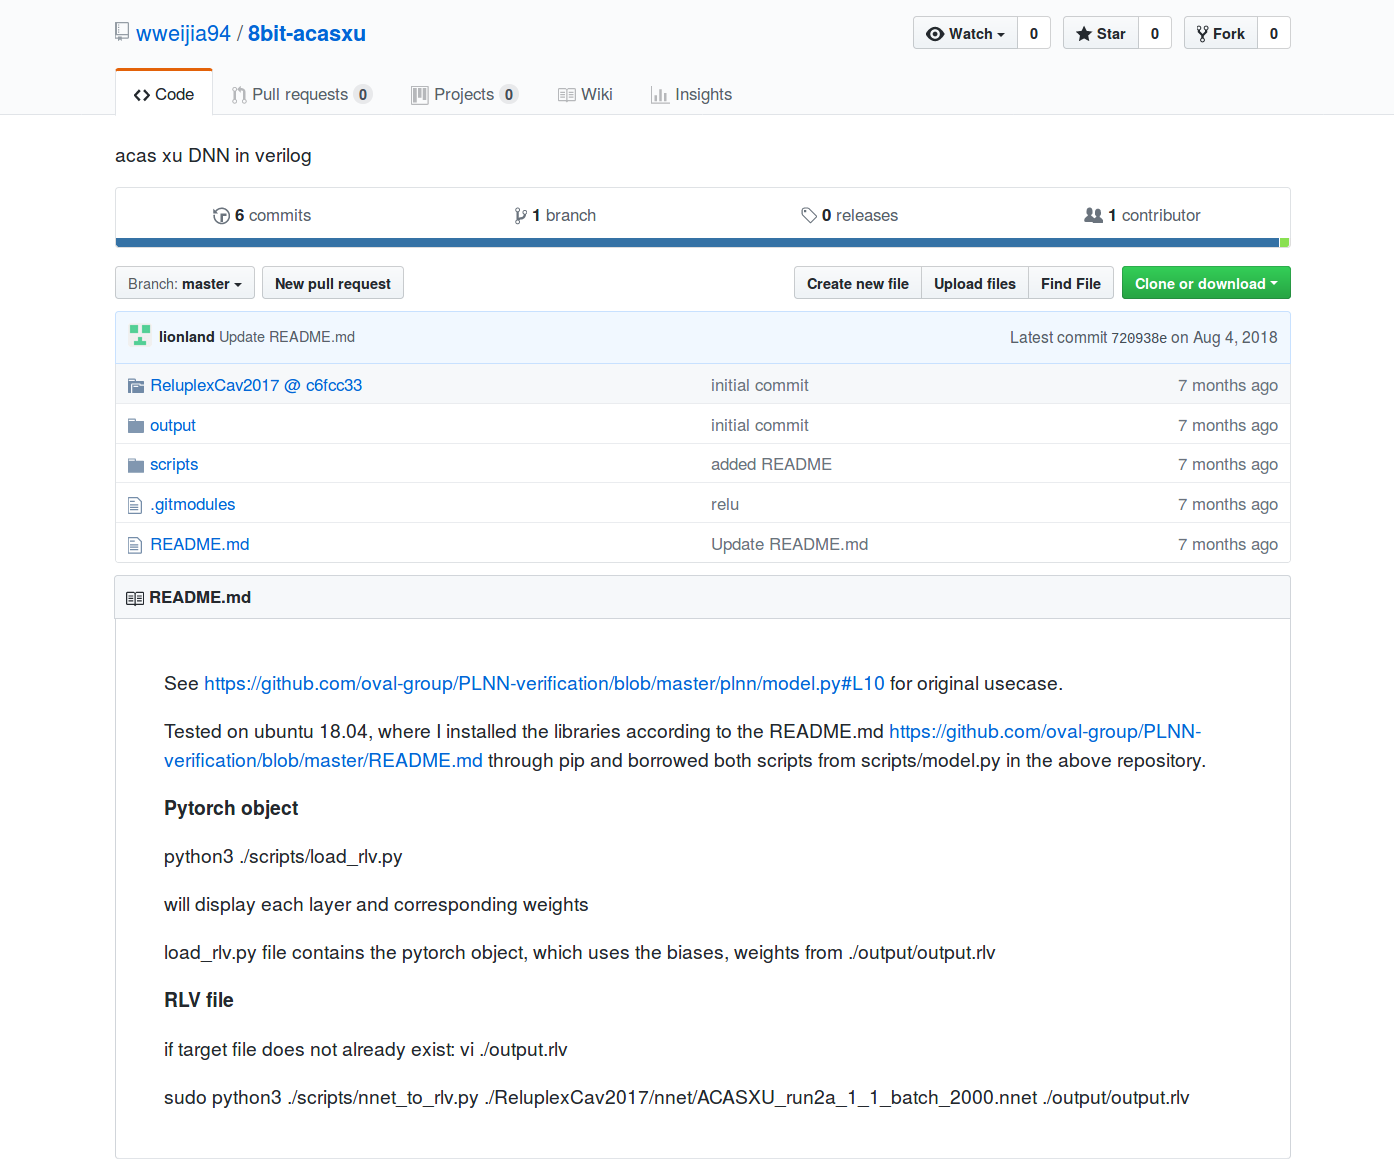 wweijia94 / 8bit-acasxu
Watch 0 Star 0 Fork 0
Code Pull requests 0 Projects 0 Wiki Insights
acas xu DNN in verilog
6 commits 1 branch 0 releases 1 contributor
Branch: master New pull request Create new file Upload files Find File Clone or download
lionland Update README.md Latest commit 720938e on Aug 4, 2018
ReluplexCav2017 @ c6fcc33 initial commit 7 months ago
output initial commit 7 months ago
scripts added README 7 months ago
.gitmodules relu 7 months ago
README.md Update README.md 7 months ago
README.md
See https://github.com/oval-group/PLNN-verification/blob/master/plnn/model.py#L10 for original usecase.
Tested on ubuntu 18.04, where I installed the libraries according to the README.md https://github.com/oval-group/PLNN-
verification/blob/master/README.md through pip and borrowed both scripts from scripts/model.py in the above repository.
Pytorch object
python3 ./scripts/load_rlv.py
will display each layer and corresponding weights
load_rlv.py file contains the pytorch object, which uses the biases, weights from ./output/output.rlv
RLV file
if target file does not already exist: vi ./output.rlv
sudo python3 ./scripts/nnet_to_rlv.py ./ReluplexCav2017/nnet/ACASXU_run2a_1_1_batch_2000.nnet ./output/output.rlv